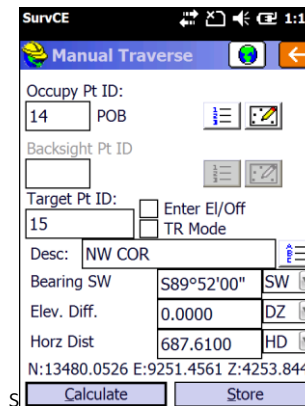 SurvCE 1:1
Manual Traverse
Occupy Pt ID:
14 POB
Backsight Pt ID
Target Pt ID:
15
Enter El/Off
TR Mode
Desc: NW COR
Bearing SW S89°52'00" SW
Elev. Diff. 0.0000 DZ
Horz Dist 687.6100 HD
N:13480.0526 E:9251.4561 Z:4253.844
s Calculate Store